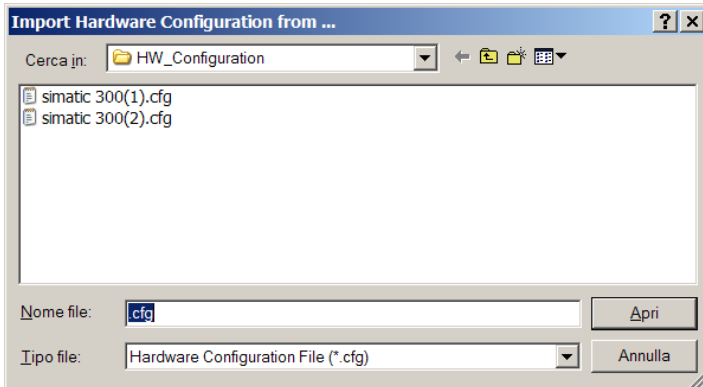 Import Hardware Configuration from ...
Cerca in: HW_Configuration
simatic 300(1).cfg
simatic 300(2).cfg
Nome file: .cfg Apri
Tipo file: Hardware Configuration File (*.cfg) Annulla